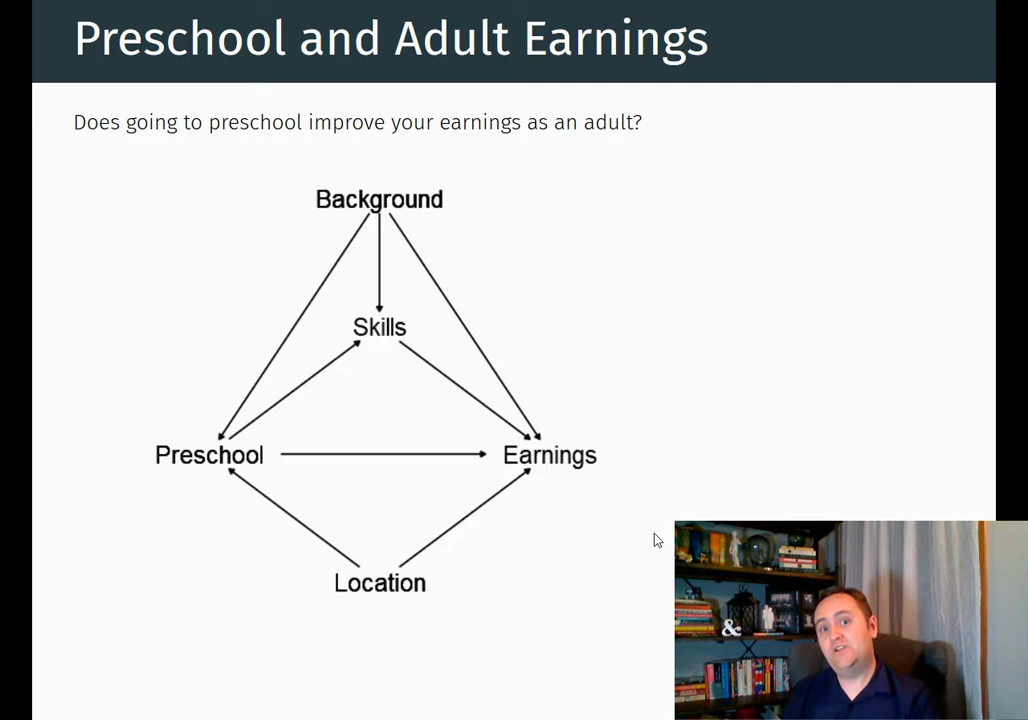 Preschool and Adult Earnings
Does going to preschool improve your earnings as an adult?
Background
Skills
Preschool
Earnings
Location
&